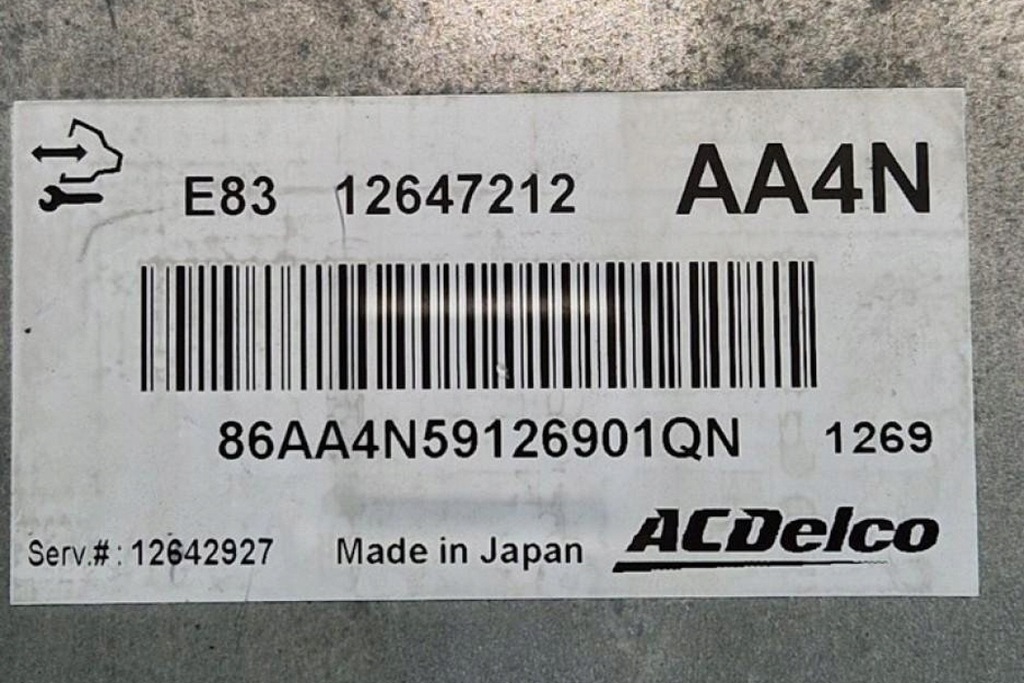 E83 12647212 AA4N
86AA4N59126901QN 1269
Serv.#: 12642927 Made in Japan ACDelco